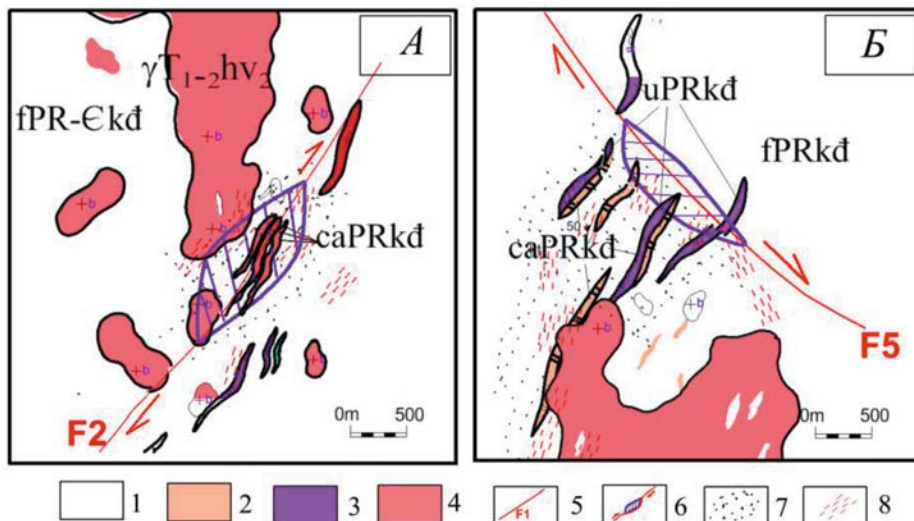 А
γT₁₋₂hv₂
fPR-Єkđ
b
b
b
b
caPRkđ
b
b
b
b
F2
0m 500
Б
uPRkđ
fPRkđ
50
caPRkđ
b
b
F5
0m 500
1 2 3 4 F1 5 6 7 8